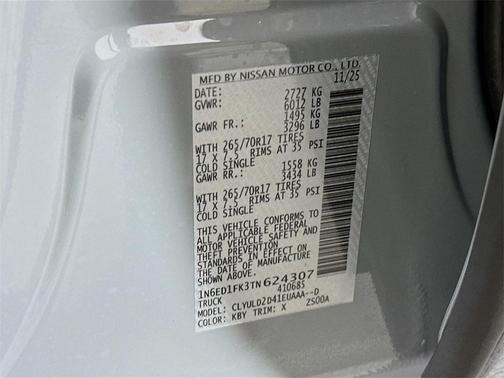 MFD BY NISSAN MOTOR CO., LTD.
DATE: 11/25
GVWR: 2727 KG
6012 LB
GAWR FR.: 1495 KG
3296 LB
WITH 265/70R17 TIRES
17 X 7.5 RIMS AT 35 PSI
COLD SINGLE
GAWR RR.: 1558 KG
3434 LB
WITH 265/70R17 TIRES
17 X 7.5 RIMS AT 35 PSI
COLD SINGLE
THIS VEHICLE CONFORMS TO
ALL APPLICABLE FEDERAL
MOTOR VEHICLE SAFETY AND
THEFT PREVENTION
STANDARDS IN EFFECT ON
THE DATE OF MANUFACTURE
SHOWN ABOVE.
1N6ED1FK3TN624307
TRUCK 410685
MODEL: CLYULD2D41EUAAA--D
COLOR: KBY TRIM: X ZS00A